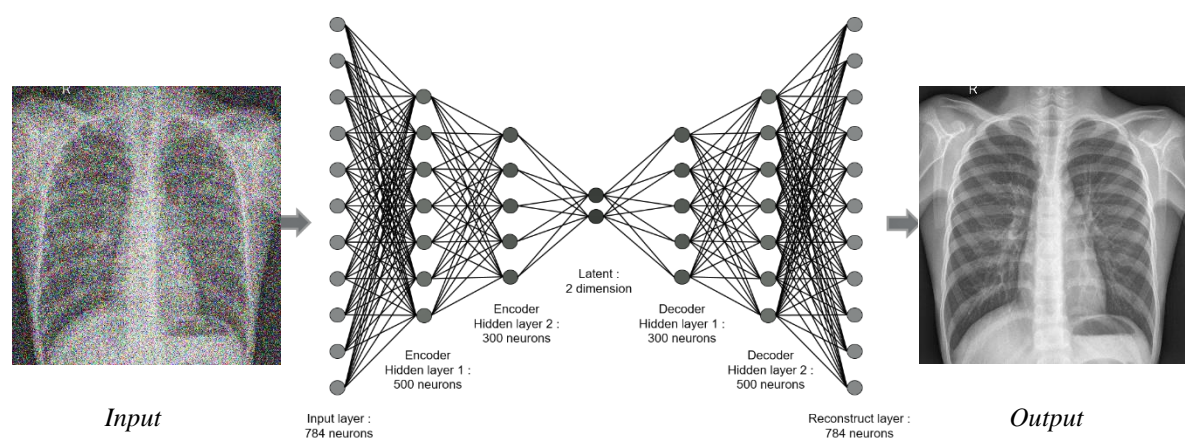 R
R
Latent :
2 dimension
Encoder
Hidden layer 2 :
300 neurons
Decoder
Hidden layer 1 :
300 neurons
Encoder
Hidden layer 1 :
500 neurons
Decoder
Hidden layer 2 :
500 neurons
Input
Input layer :
784 neurons
Reconstruct layer :
784 neurons
Output